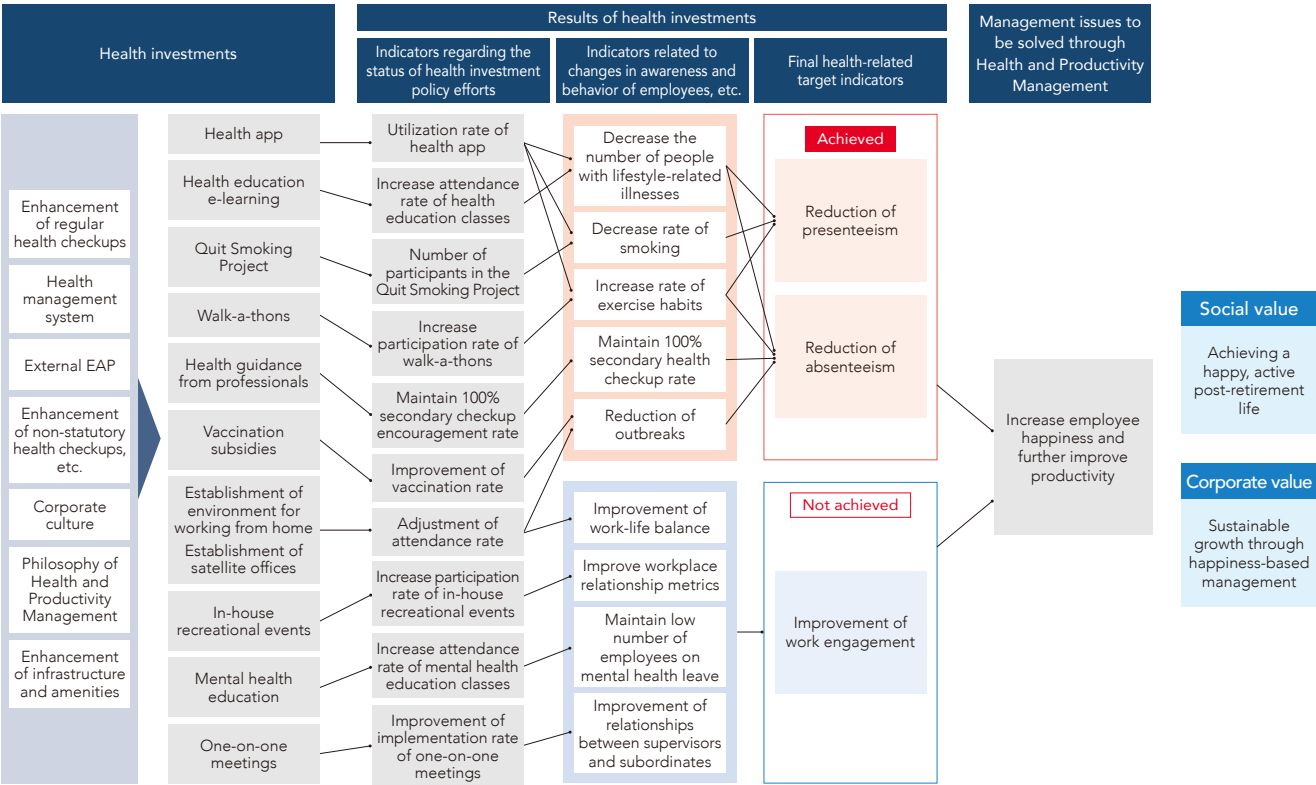 Health investments
Results of health investments
Indicators regarding the
status of health investment
policy efforts
Indicators related to
changes in awareness and
behavior of employees, etc.
Final health-related
target indicators
Management issues to
be solved through
Health and Productivity
Management
Enhancement
of regular
health checkups
Health
management
system
External EAP
Enhancement
of non-statutory
health checkups,
etc.
Corporate
culture
Philosophy of
Health and
Productivity
Management
Enhancement
of infrastructure
and amenities
Health app
Health education
e-learning
Quit Smoking
Project
Walk-a-thons
Health guidance
from professionals
Vaccination
subsidies
Establishment of
environment for
working from home
Establishment of
satellite offices
In-house
recreational events
Mental health
education
One-on-one
meetings
Utilization rate of
health app
Increase attendance
rate of health
education classes
Number of
participants in the
Quit Smoking Project
Increase
participation rate of
walk-a-thons
Maintain 100%
secondary checkup
encouragement rate
Improvement of
vaccination rate
Adjustment of
attendance rate
Increase participation
rate of in-house
recreational events
Increase attendance
rate of mental health
education classes
Improvement of
implementation rate
of one-on-one
meetings
Decrease the
number of people
with lifestyle-related
illnesses
Decrease rate of
smoking
Increase rate of
exercise habits
Maintain 100%
secondary health
checkup rate
Reduction of
outbreaks
Improvement of
work-life balance
Improve workplace
relationship metrics
Maintain low
number of
employees on
mental health leave
Improvement of
relationships
between supervisors
and subordinates
Achieved
Reduction of
presenteeism
Reduction of
absenteeism
Not achieved
Improvement of
work engagement
Increase employee
happiness and
further improve
productivity
Social value
Achieving a
happy, active
post-retirement
life
Corporate value
Sustainable
growth through
happiness-based
management